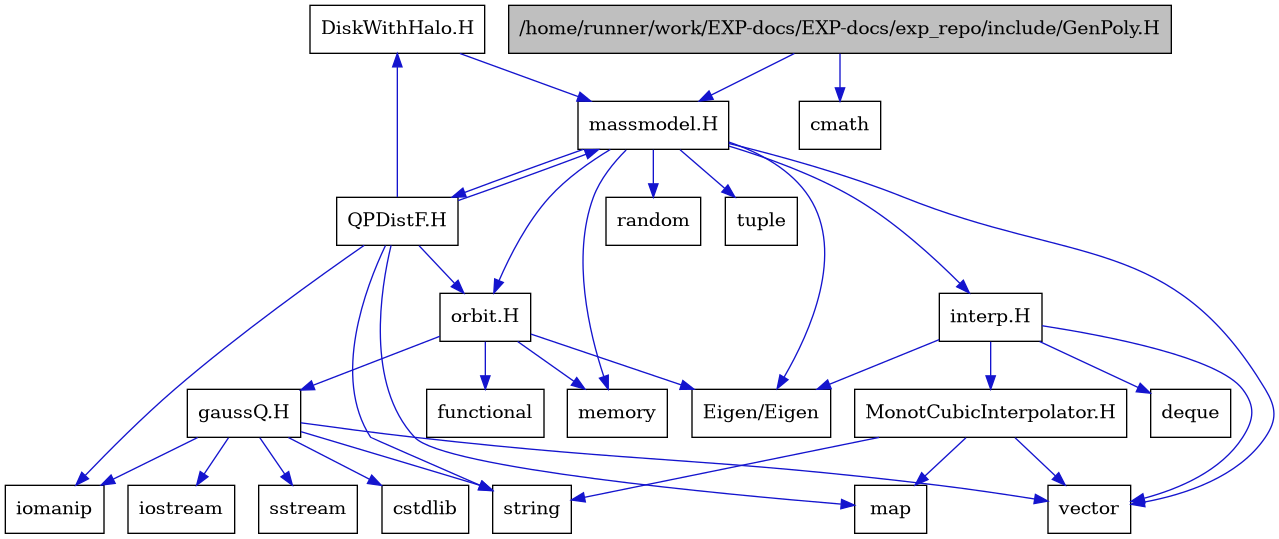 DiskWithHalo.H
/home/runner/work/EXP-docs/EXP-docs/exp_repo/include/GenPoly.H
massmodel.H
cmath
QPDistF.H
random
tuple
orbit.H
interp.H
gaussQ.H
functional
memory
Eigen/Eigen
MonotCubicInterpolator.H
deque
iomanip
iostream
sstream
cstdlib
string
map
vector